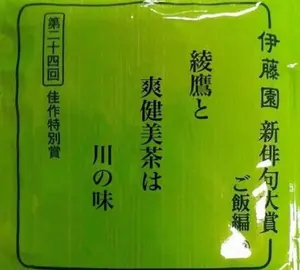 伊藤園 新俳句大賞
ご飯編
綾鷹と
爽健美茶は
川の味
第二十四回 佳作特別賞